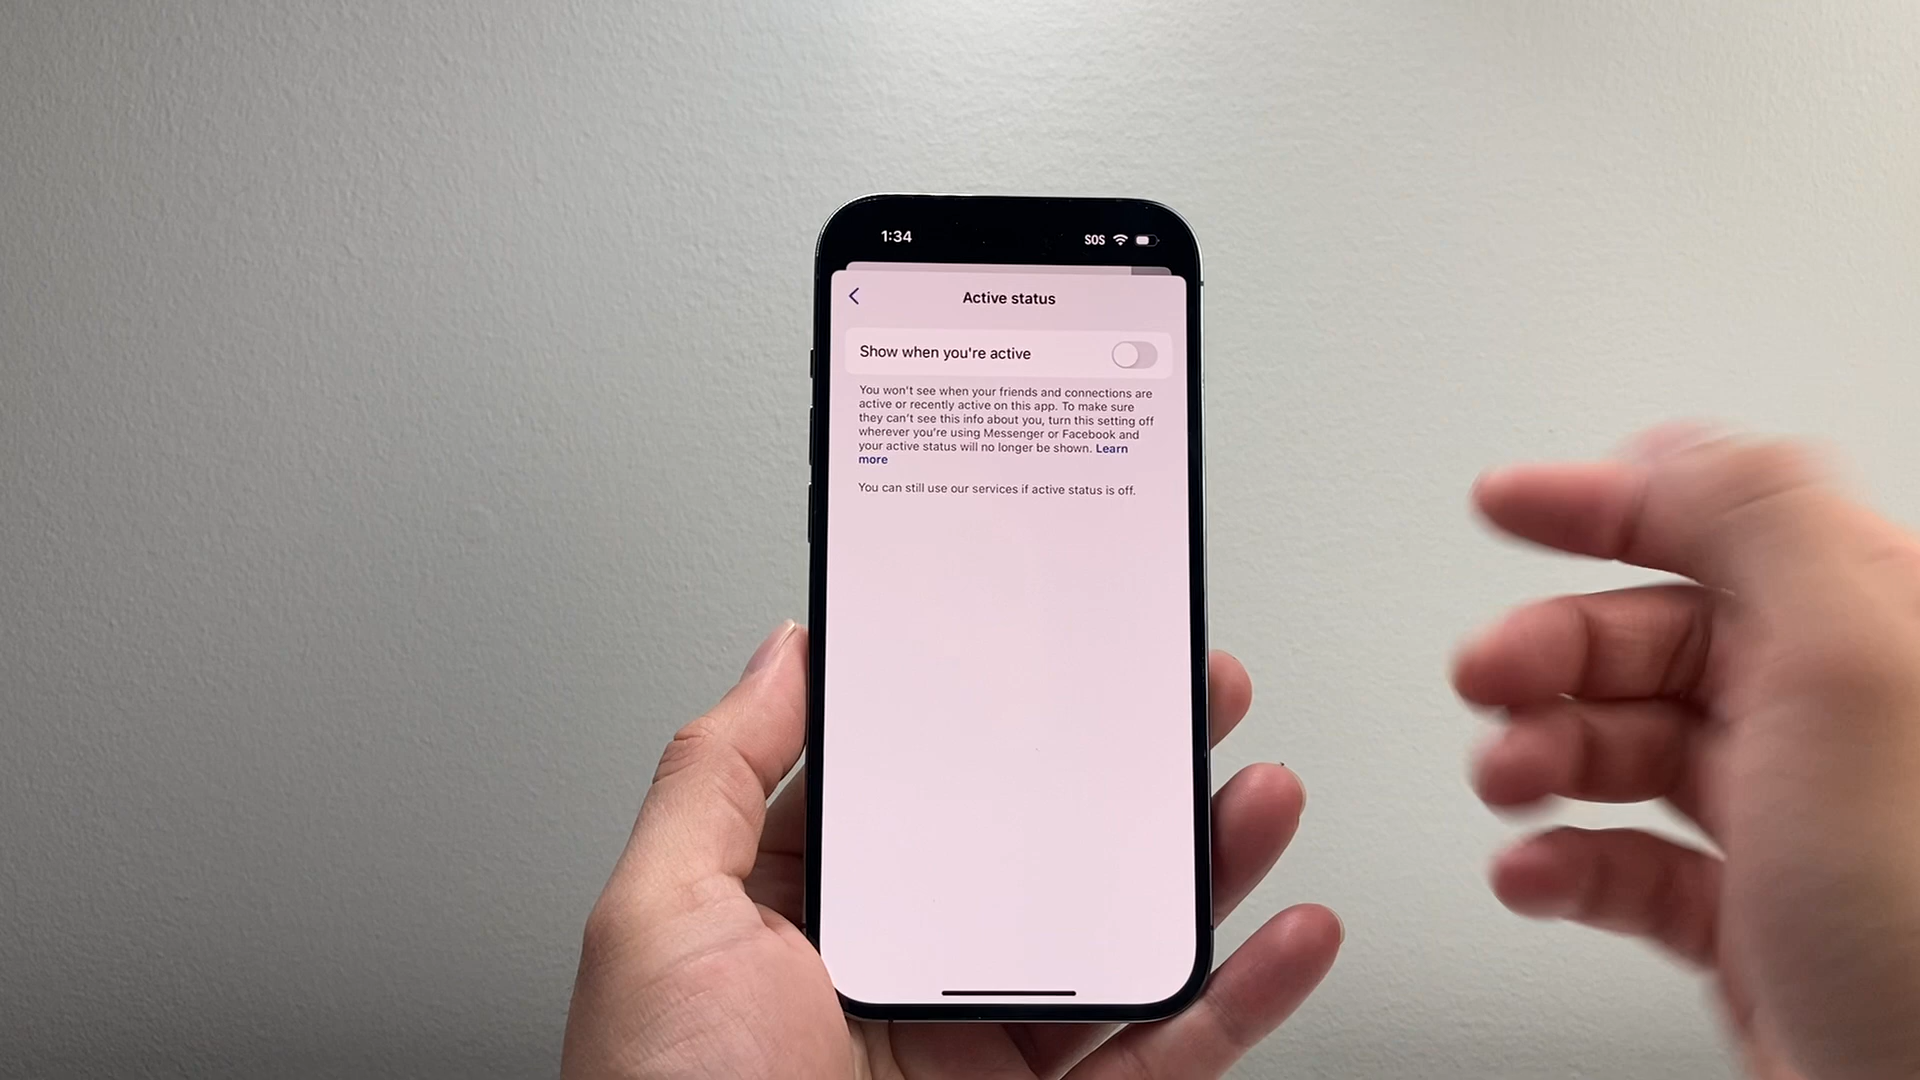 1:34
SOS
Active status
Show when you're active
You won't see when your friends and connections are
active or recently active on this app. To make sure
they can't see this info about you, turn this setting off
wherever you're using Messenger or Facebook and
your active status will no longer be shown. Learn
more
You can still use our services if active status is off.